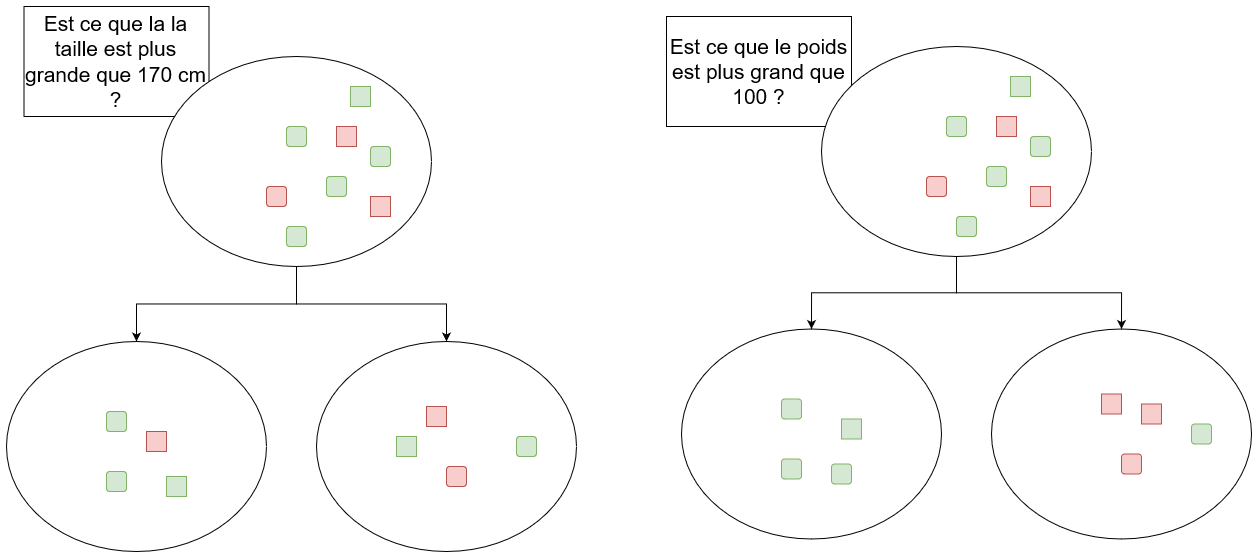 Est ce que la la
taille est plus
grande que 170 cm
?
Est ce que le poids
est plus grand que
100 ?